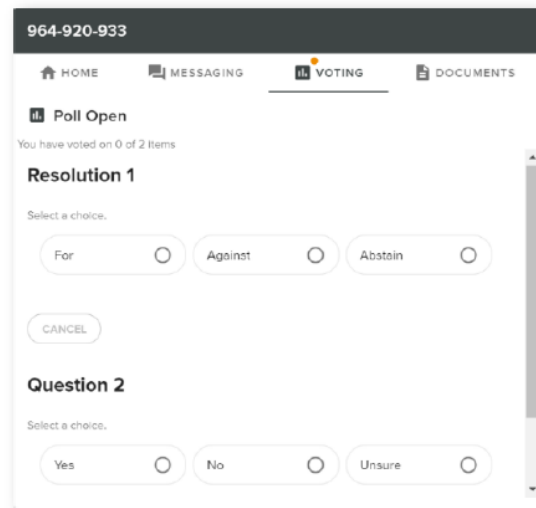 964-920-933
HOME MESSAGING VOTING DOCUMENTS
Poll Open
You have voted on 0 of 2 items
Resolution 1
Select a choice.
For Against Abstain
CANCEL
Question 2
Select a choice.
Yes No Unsure